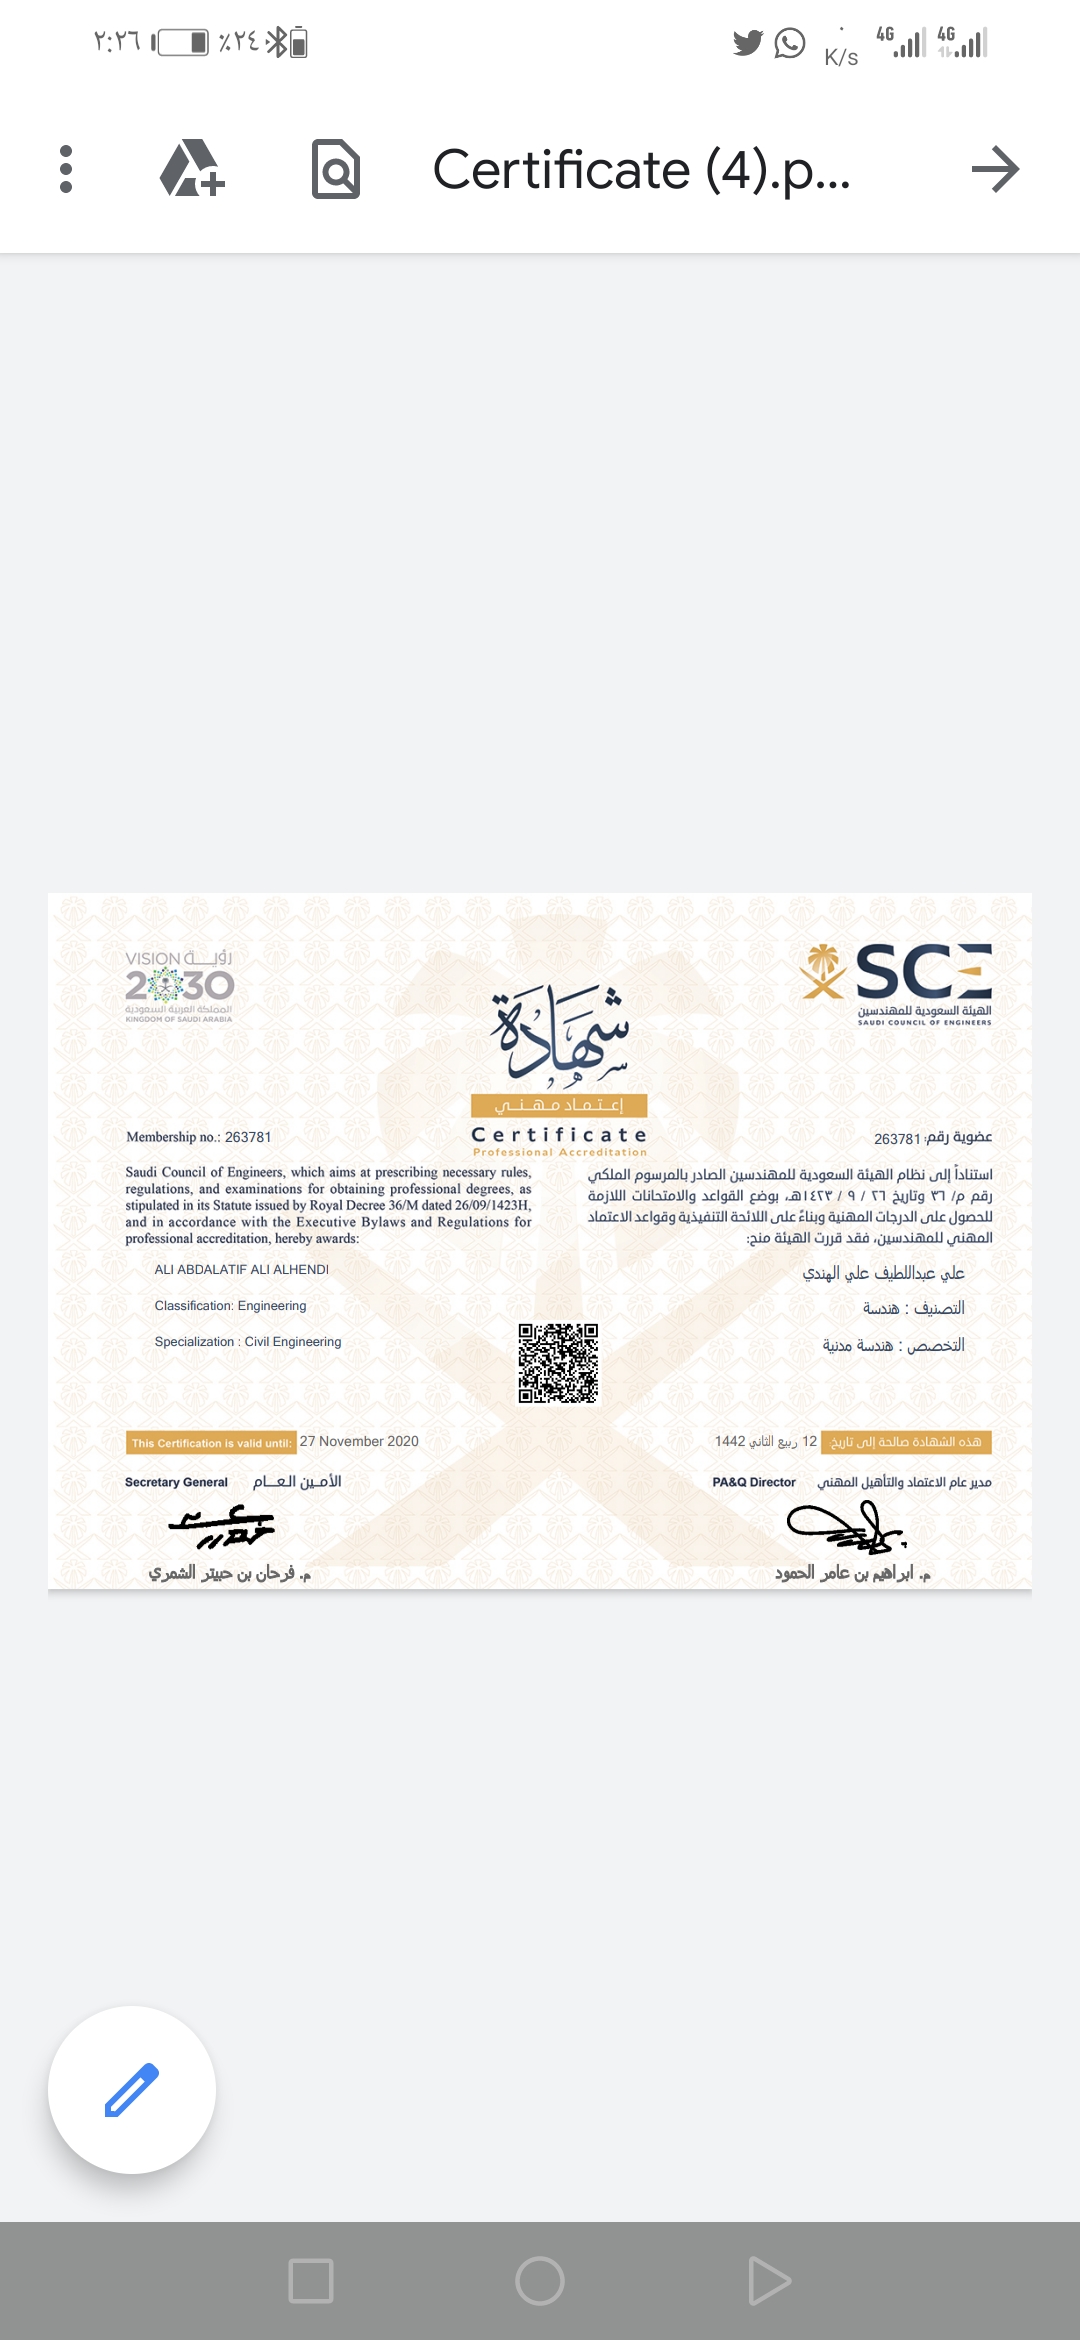 ٢:٢٦ ٪٢٤ K/s 4G 4G
Certificate (4).p...
VISION رؤيـــة
2030
المملكة العربية السعودية
KINGDOM OF SAUDI ARABIA
SCE
الهيئة السعودية للمهندسين
SAUDI COUNCIL OF ENGINEERS
شهادة
إعـتـمـاد مـهـنـي
Certificate
Professional Accreditation
Membership no.: 263781
Saudi Council of Engineers, which aims at prescribing necessary rules,
regulations, and examinations for obtaining professional degrees, as
stipulated in its Statute issued by Royal Decree 36/M dated 26/09/1423H,
and in accordance with the Executive Bylaws and Regulations for
professional accreditation, hereby awards:
ALI ABDALATIF ALI ALHENDI
Classification: Engineering
Specialization : Civil Engineering
عضوية رقم: 263781
استناداً إلى نظام الهيئة السعودية للمهندسين الصادر بالمرسوم الملكي
رقم م/ ٣٦ وتاريخ ٢٦ / ٩ / ١٤٢٣هـ، بوضع القواعد والامتحانات اللازمة
للحصول على الدرجات المهنية وبناءً على اللائحة التنفيذية وقواعد الاعتماد
المهني للمهندسين، فقد قررت الهيئة منح:
علي عبداللطيف علي الهندي
التصنيف : هندسة
التخصص : هندسة مدنية
This Certification is valid until: 27 November 2020
هذه الشهادة صالحة إلى تاريخ: 12 ربيع الثاني 1442
Secretary General الأمـين العـــام
م. فرحان بن حبيتر الشمري
PA&Q Director مدير عام الاعتماد والتأهيل المهني
م. ابراهيم بن عامر الحمود